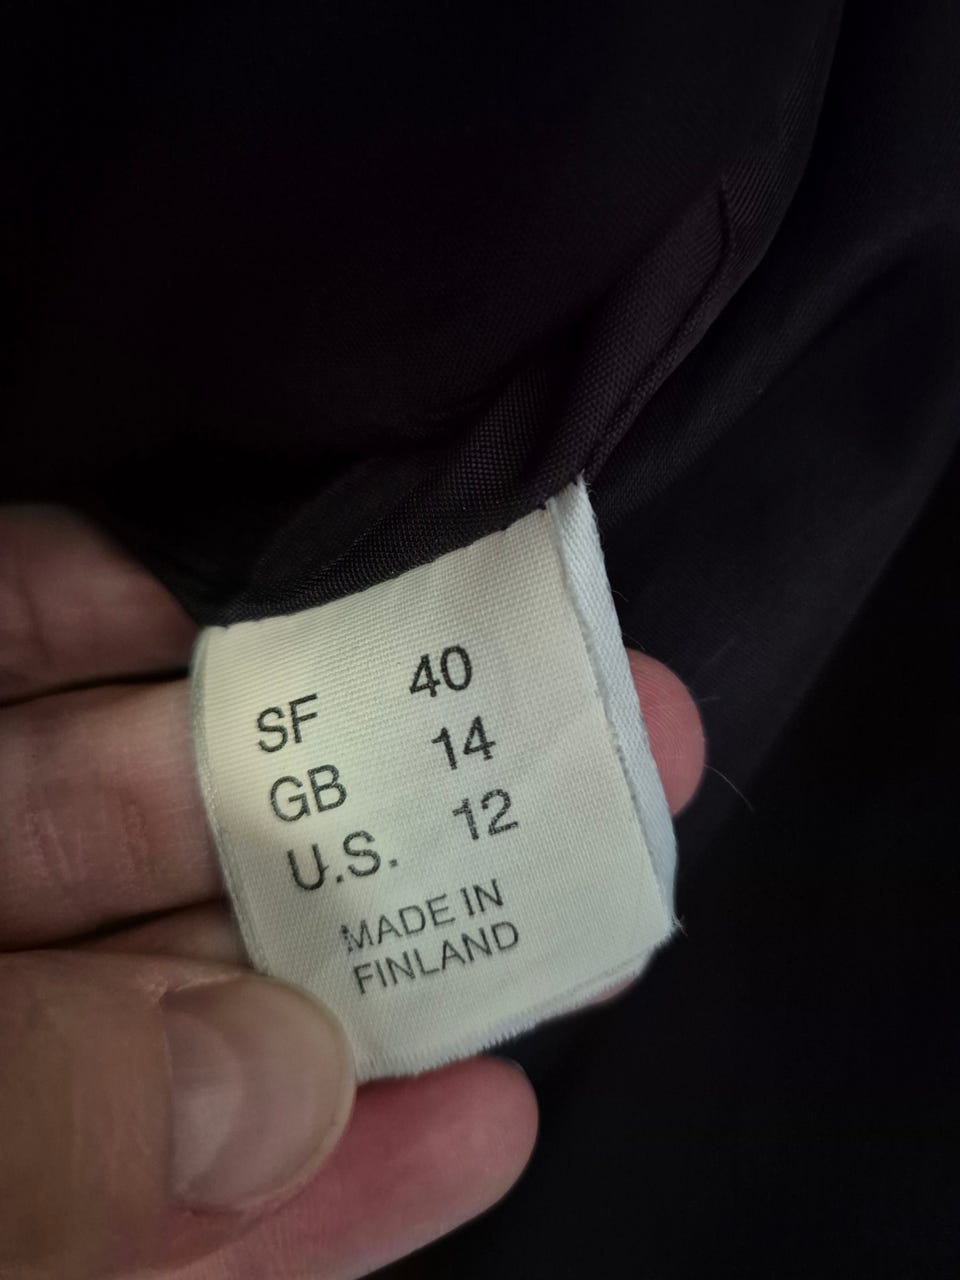 SF 40
GB 14
U.S. 12
MADE IN
FINLAND